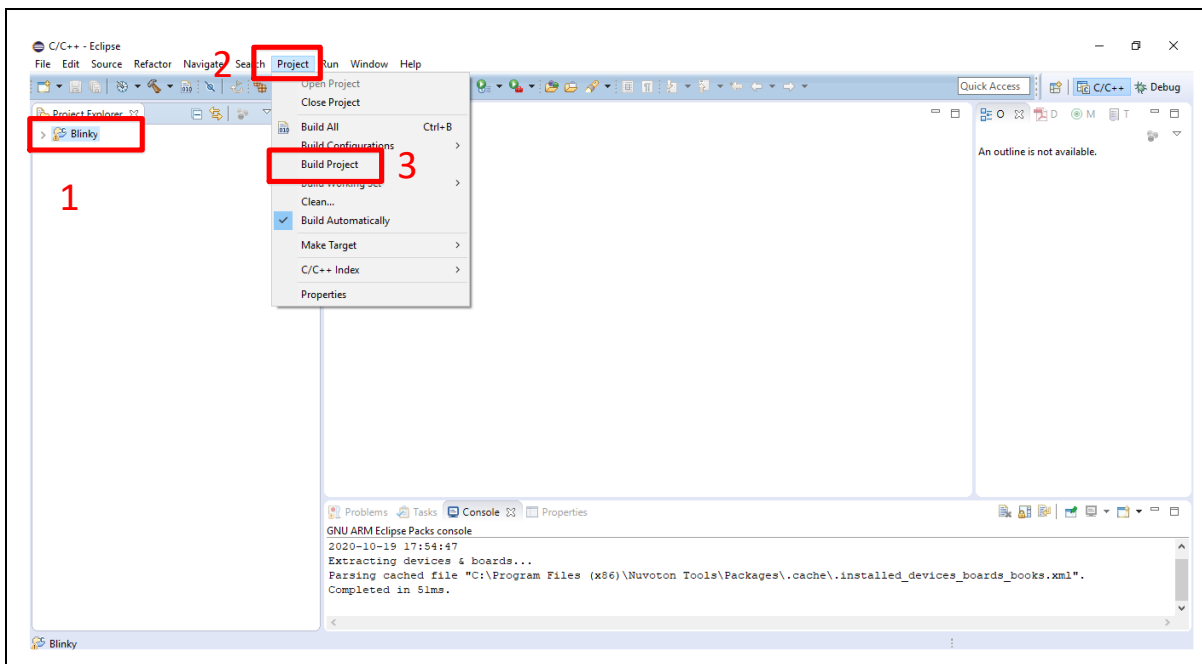 C/C++ - Eclipse
File Edit Source Refactor Navigate Search Project Run Window Help
2
Quick Access
C/C++
Debug
Project Explorer
Blinky
1
Open Project
Close Project
Build All Ctrl+B
Build Configurations
Build Project
3
Build Working Set
Clean...
Build Automatically
Make Target
C/C++ Index
Properties
O D M T
An outline is not available.
Problems Tasks Console Properties
GNU ARM Eclipse Packs console
2020-10-19 17:54:47
Extracting devices & boards...
Parsing cached file "C:\Program Files (x86)\Nuvoton Tools\Packages\.cache\.installed_devices_boards_books.xml".
Completed in 51ms.
Blinky